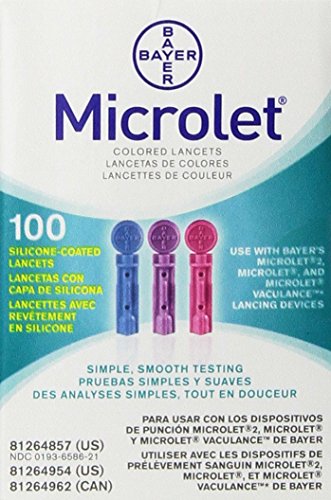 BAYER
BAYER
Microlet®
COLORED LANCETS
LANCETAS DE COLORES
LANCETTES DE COULEUR
100
SILICONE-COATED
LANCETS
LANCETAS CON
CAPA DE SILICONA
LANCETTES AVEC
REVÊTEMENT
EN SILICONE
BAYER
BAYER
BAYER
USE WITH BAYER'S
MICROLET®2,
MICROLET®, AND
MICROLET®
VACULANCE™*
LANCING DEVICES
SIMPLE, SMOOTH TESTING
PRUEBAS SIMPLES Y SUAVES
DES ANALYSES SIMPLES, TOUT EN DOUCEUR
81264857 (US)
NDC 0193-6586-21
81264954 (US)
81264962 (CAN)
PARA USAR CON LOS DISPOSITIVOS
DE PUNCIÓN MICROLET®2, MICROLET®
Y MICROLET® VACULANCE™* DE BAYER
UTILISER AVEC LES DISPOSITIFS DE
PRÉLÈVEMENT SANGUIN MICROLET®2,
MICROLET®, ET MICROLET®
VACULANCE™* DE BAYER